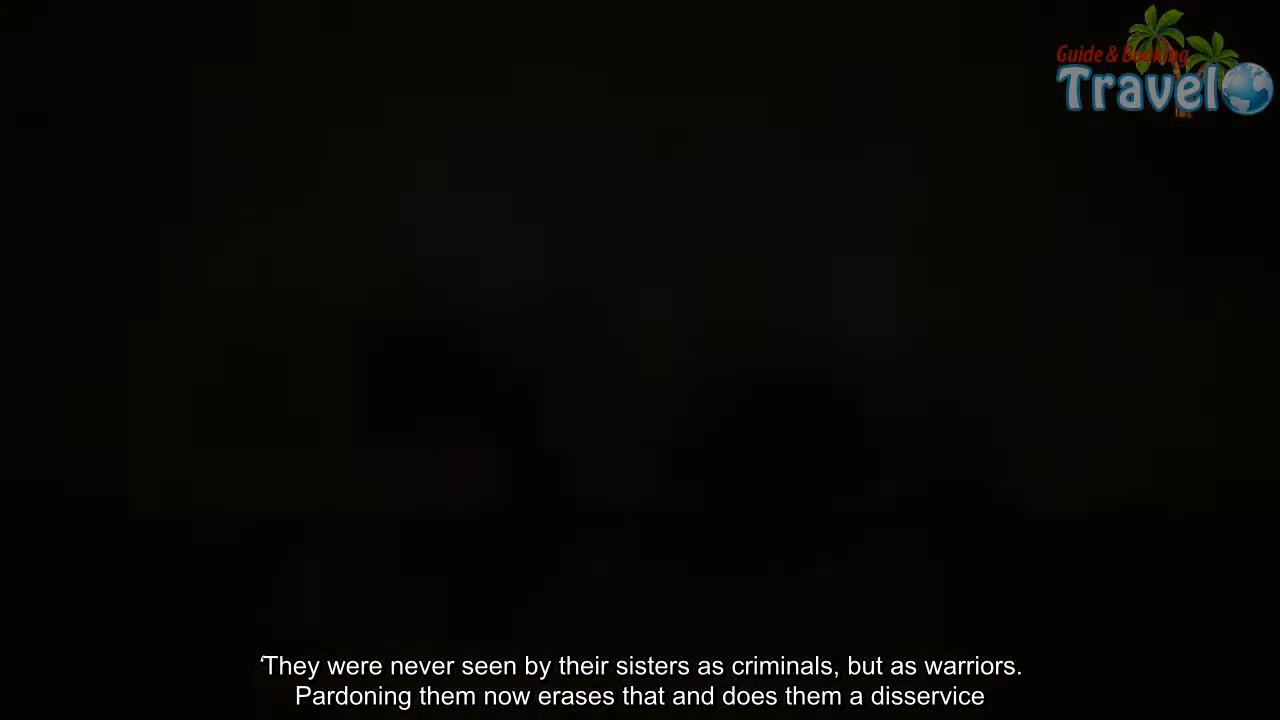 Guide & Booking
Travel
‘They were never seen by their sisters as criminals, but as warriors.
Pardoning them now erases that and does them a disservice